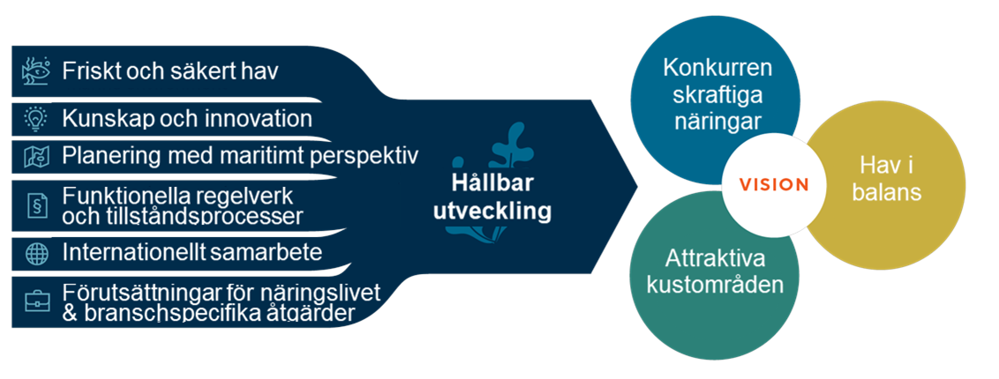 Friskt och säkert hav
Kunskap och innovation
Planering med maritimt perspektiv
Funktionella regelverk
och tillståndsprocesser
Internationellt samarbete
Förutsättningar för näringslivet
& branschspecifika åtgärder
Hållbar
utveckling
Konkurren
skraftiga
näringar
VISION
Hav i
balans
Attraktiva
kustområden